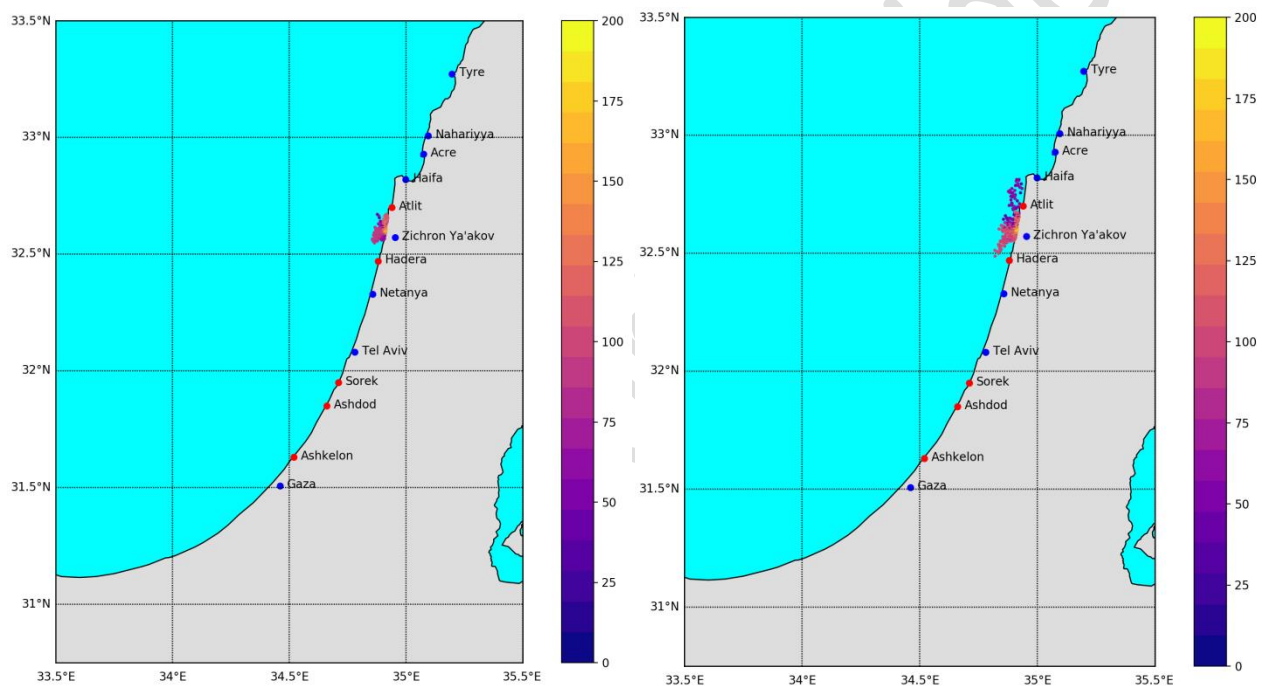 33.5°N
33°N
32.5°N
32°N
31.5°N
31°N
33.5°E 34°E 34.5°E 35°E 35.5°E
Tyre
Nahariyya
Acre
Haifa
Atlit
Zichron Ya'akov
Hadera
Netanya
Tel Aviv
Sorek
Ashdod
Ashkelon
Gaza
200
175
150
125
100
75
50
25
0
33.5°N
33°N
32.5°N
32°N
31.5°N
31°N
33.5°E 34°E 34.5°E 35°E 35.5°E
Tyre
Nahariyya
Acre
Haifa
Atlit
Zichron Ya'akov
Hadera
Netanya
Tel Aviv
Sorek
Ashdod
Ashkelon
Gaza
200
175
150
125
100
75
50
25
0